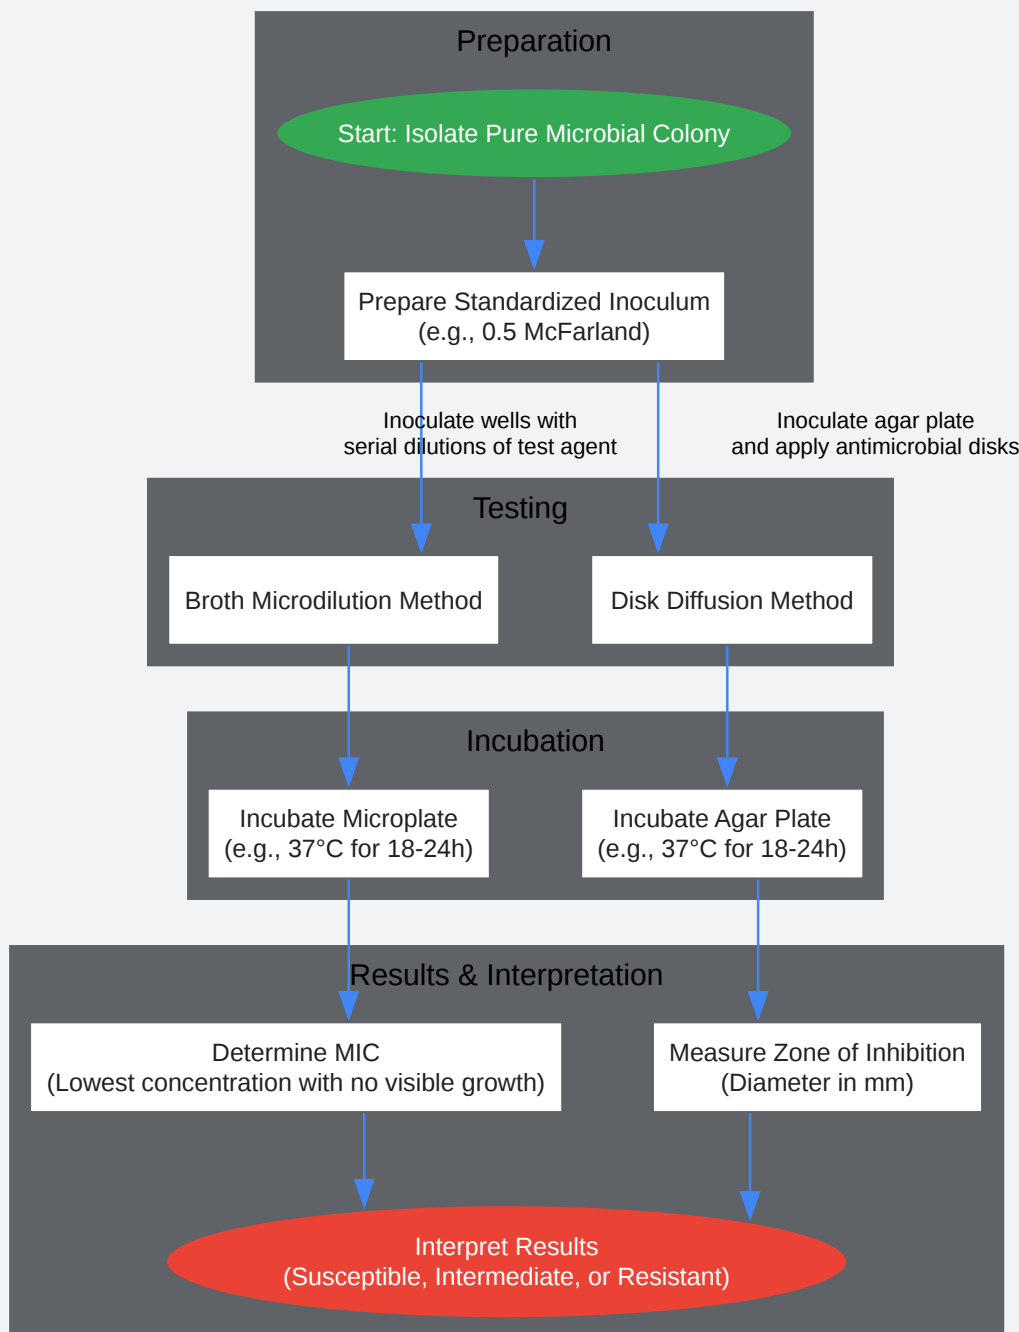 Preparation
Start: Isolate Pure Microbial Colony
Prepare Standardized Inoculum
(e.g., 0.5 McFarland)
Inoculate wells with
serial dilutions of test agent
Inoculate agar plate
and apply antimicrobial disks
Testing
Broth Microdilution Method
Disk Diffusion Method
Incubation
Incubate Microplate
(e.g., 37°C for 18-24h)
Incubate Agar Plate
(e.g., 37°C for 18-24h)
Results & Interpretation
Determine MIC
(Lowest concentration with no visible growth)
Measure Zone of Inhibition
(Diameter in mm)
Interpret Results
(Susceptible, Intermediate, or Resistant)